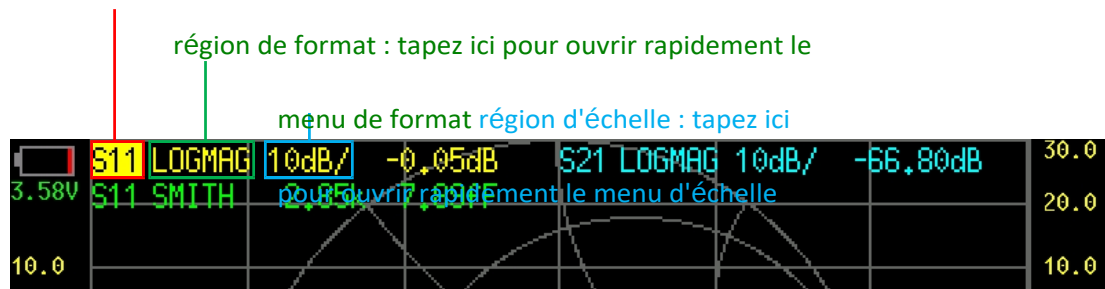 région de format : tapez ici pour ouvrir rapidement le
menu de format région d'échelle : tapez ici
S11 LOGMAG 10dB/ -0.05dB S21 LOGMAG 10dB/ -66.80dB 30.0
3.58V S11 SMITH
pour ouvrir rapidement le menu d'échelle
20.0
10.0 10.0